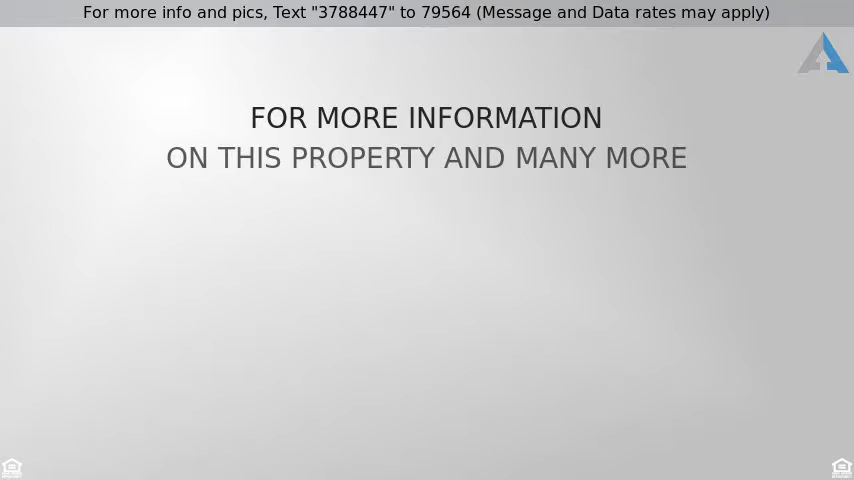 For more info and pics, Text "3788447" to 79564 (Message and Data rates may apply)
FOR MORE INFORMATION
ON THIS PROPERTY AND MANY MORE